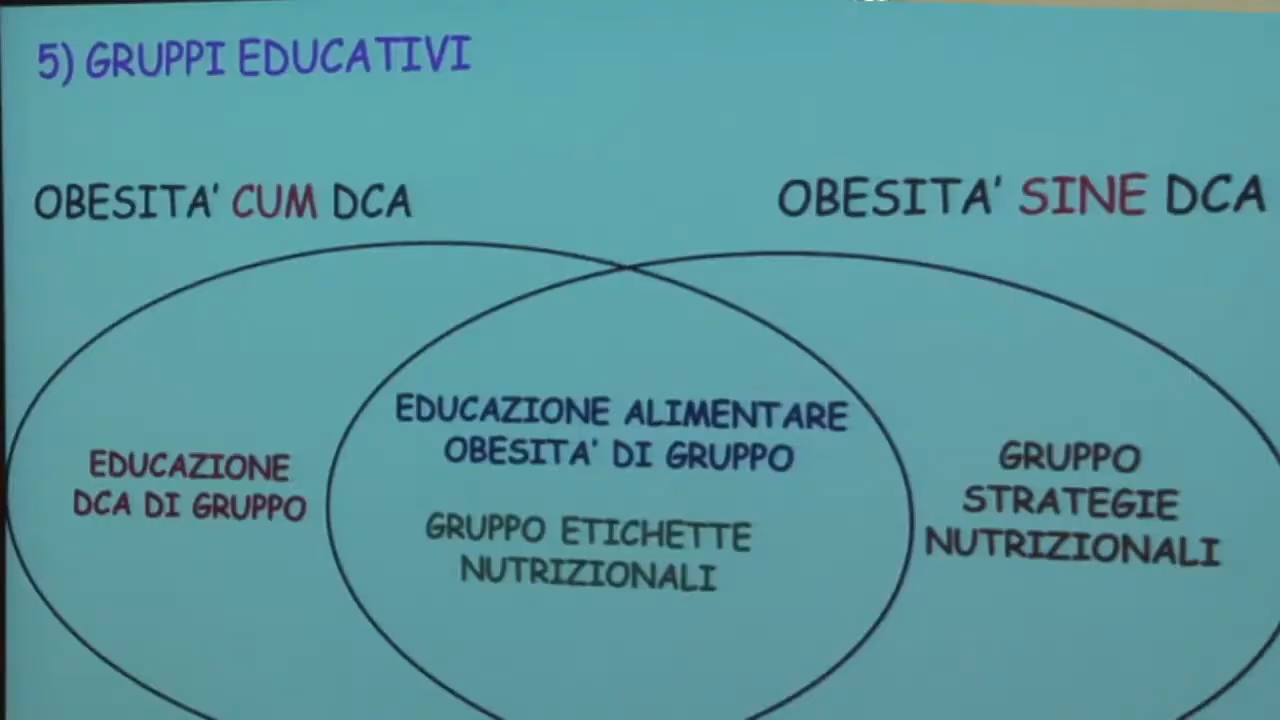 5) GRUPPI EDUCATIVI
OBESITA' CUM DCA
OBESITA' SINE DCA
EDUCAZIONE
DCA DI GRUPPO
EDUCAZIONE ALIMENTARE
OBESITA' DI GRUPPO
GRUPPO ETICHETTE
NUTRIZIONALI
GRUPPO
STRATEGIE
NUTRIZIONALI